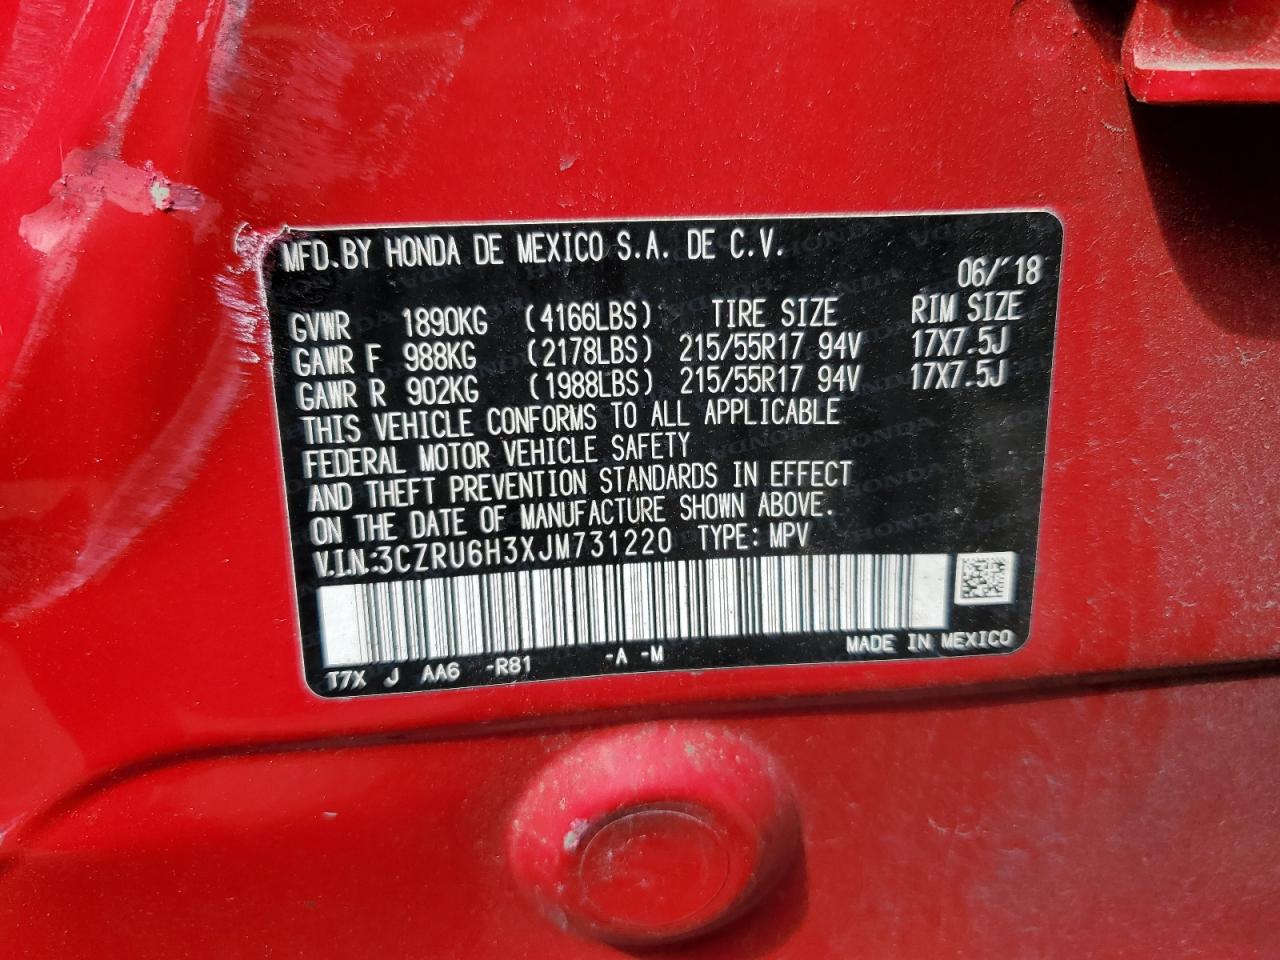 MFD. BY HONDA DE MEXICO S.A. DE C.V.
06/'18
GVWR 1890KG (4166LBS) TIRE SIZE RIM SIZE
GAWR F 988KG (2178LBS) 215/55R17 94V 17X7.5J
GAWR R 902KG (1988LBS) 215/55R17 94V 17X7.5J
THIS VEHICLE CONFORMS TO ALL APPLICABLE
FEDERAL MOTOR VEHICLE SAFETY
AND THEFT PREVENTION STANDARDS IN EFFECT
ON THE DATE OF MANUFACTURE SHOWN ABOVE.
V.I.N.:3CZRU6H3XJM731220 TYPE: MPV
MADE IN MEXICO
T7X J AA6 -R81 -A -M